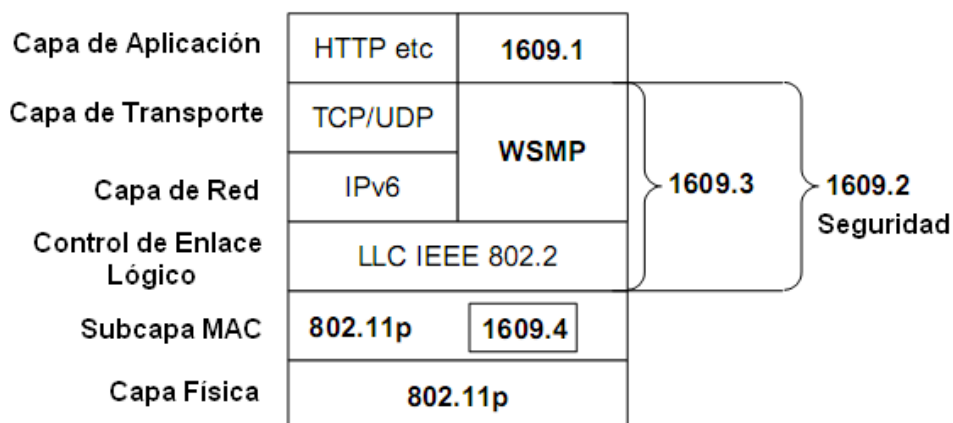 Capa de Aplicación
HTTP etc
1609.1
Capa de Transporte
TCP/UDP
WSMP
Capa de Red
IPv6
1609.3
1609.2
Seguridad
Control de Enlace
Lógico
LLC IEEE 802.2
Subcapa MAC
802.11p
1609.4
Capa Física
802.11p